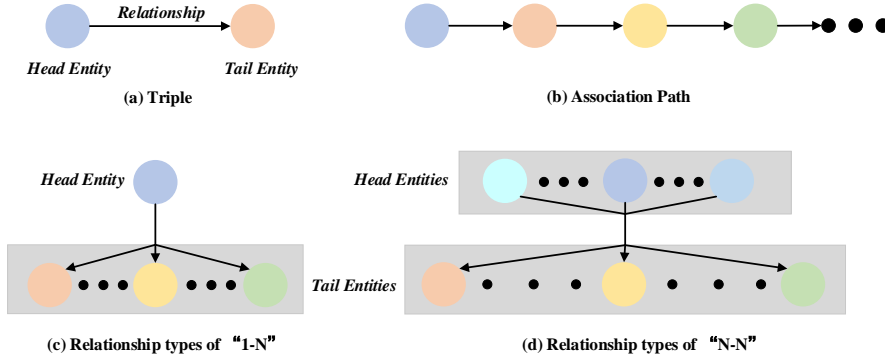 Relationship
Head Entity
Tail Entity
(a) Triple
(b) Association Path
Head Entity
Head Entities
Tail Entities
(c) Relationship types of “1-N”
(d) Relationship types of “N-N”